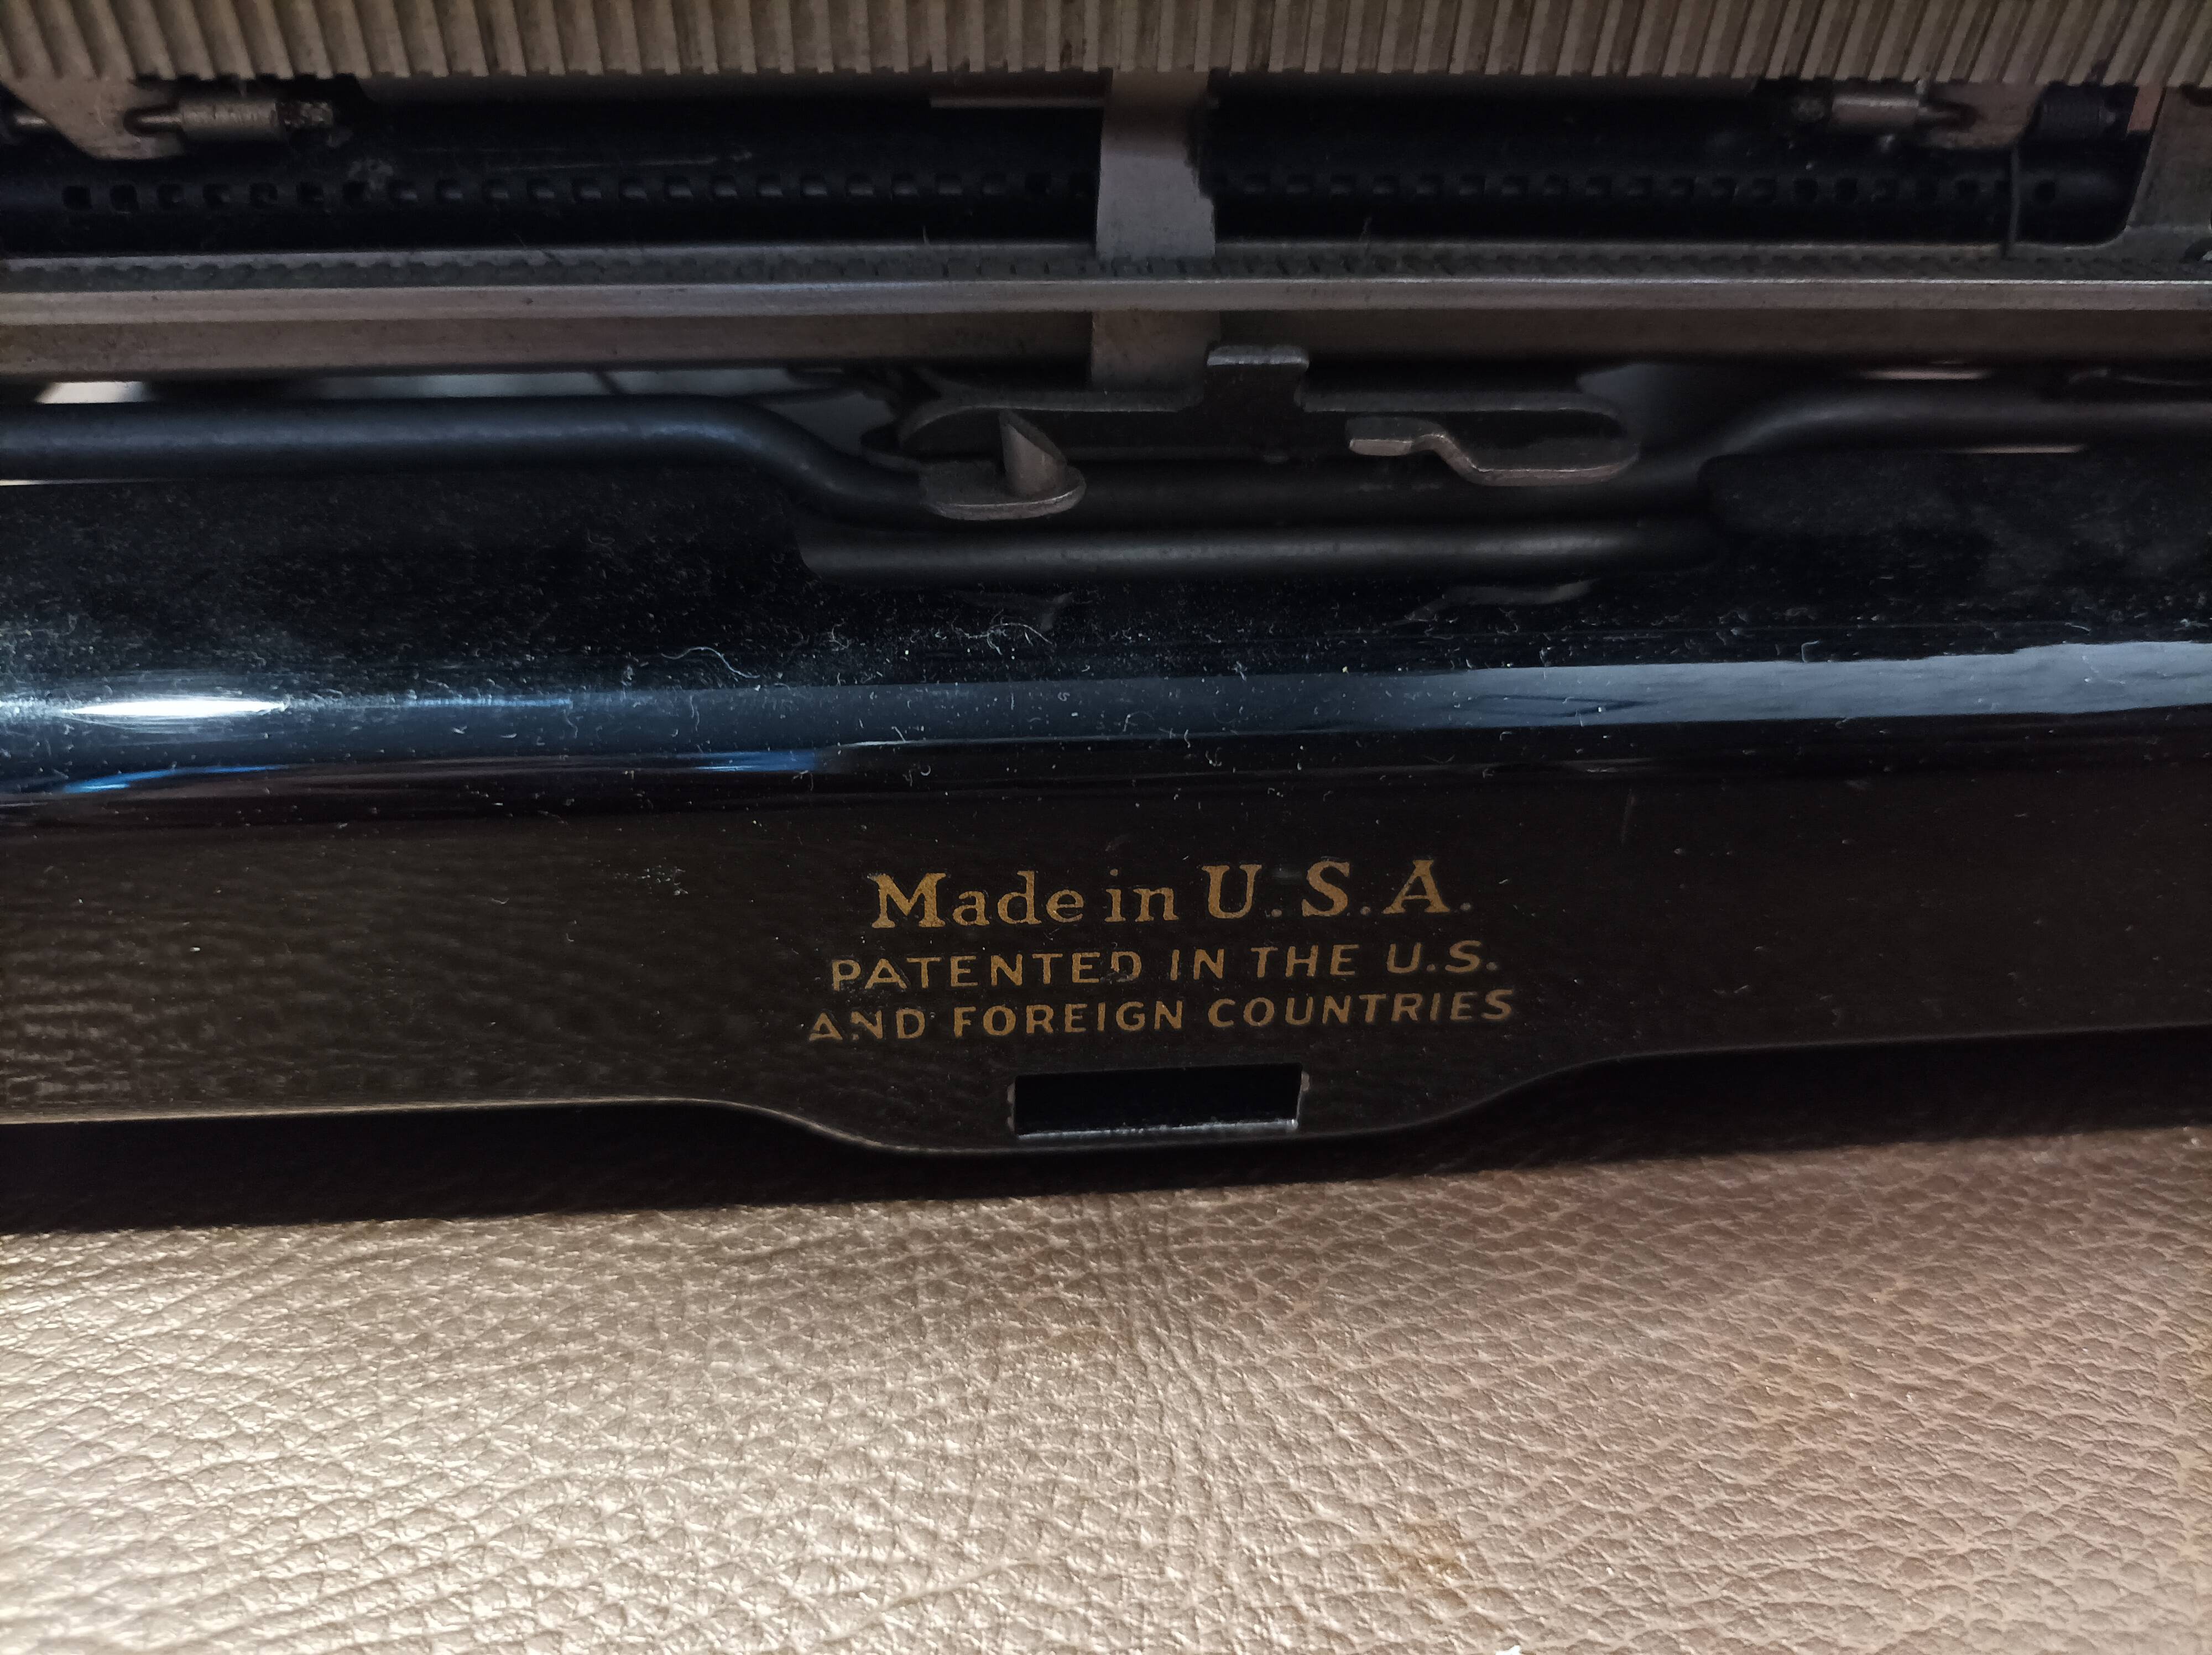 Made in U.S.A.
PATENTED IN THE U.S.
AND FOREIGN COUNTRIES